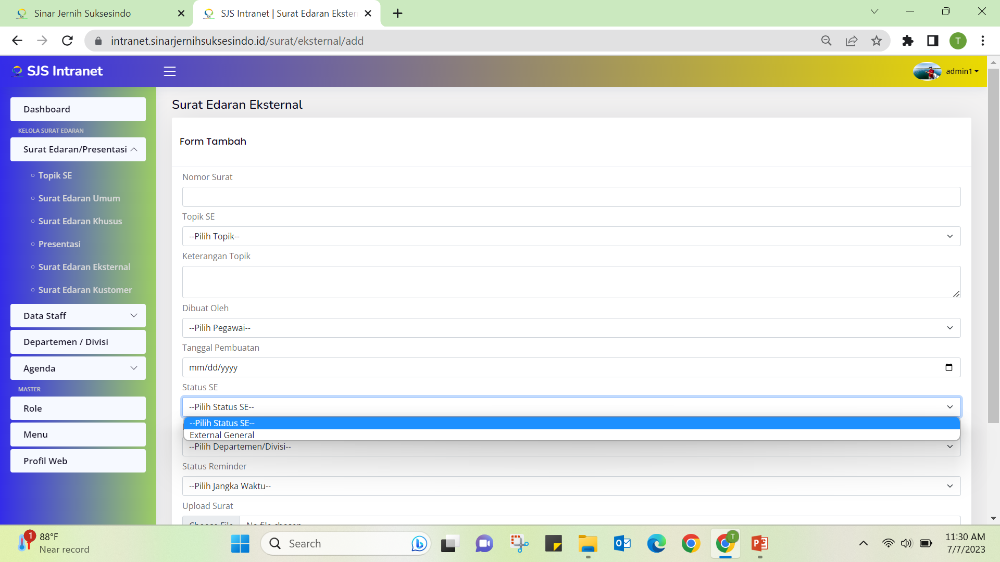 Sinar Jernih Suksesindo
SJS Intranet | Surat Edaran Ekster
intranet.sinarjernihsuksesindo.id/surat/eksternal/add
T
SJS Intranet
admin1
Dashboard
KELOLA SURAT EDARAN
Surat Edaran/Presentasi
Topik SE
Surat Edaran Umum
Surat Edaran Khusus
Presentasi
Surat Edaran Eksternal
Surat Edaran Kustomer
Data Staff
Departemen / Divisi
Agenda
MASTER
Role
Menu
Profil Web
Surat Edaran Eksternal
Form Tambah
Nomor Surat
Topik SE
--Pilih Topik--
Keterangan Topik
Dibuat Oleh
--Pilih Pegawai--
Tanggal Pembuatan
mm/dd/yyyy
Status SE
--Pilih Status SE--
--Pilih Status SE--
External General
--Pilih Departemen/Divisi--
Status Reminder
--Pilih Jangka Waktu--
Upload Surat
Choose File No file chosen
1
88°F
Near record
Search
T
11:30 AM
7/7/2023